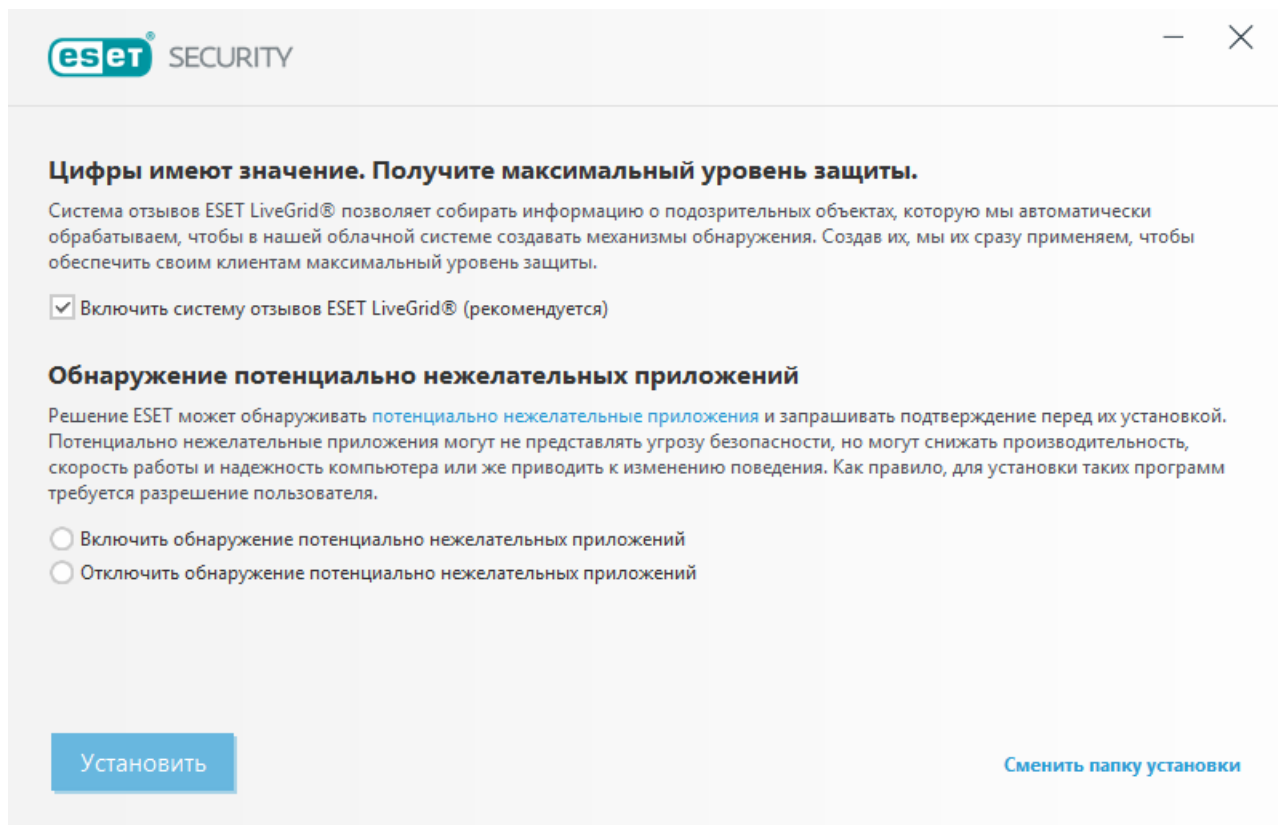 eset® SECURITY
Цифры имеют значение. Получите максимальный уровень защиты.
Система отзывов ESET LiveGrid® позволяет собирать информацию о подозрительных объектах, которую мы автоматически
обрабатываем, чтобы в нашей облачной системе создавать механизмы обнаружения. Создав их, мы их сразу применяем, чтобы
обеспечить своим клиентам максимальный уровень защиты.
Включить систему отзывов ESET LiveGrid® (рекомендуется)
Обнаружение потенциально нежелательных приложений
Решение ESET может обнаруживать потенциально нежелательные приложения и запрашивать подтверждение перед их установкой.
Потенциально нежелательные приложения могут не представлять угрозу безопасности, но могут снижать производительность,
скорость работы и надежность компьютера или же приводить к изменению поведения. Как правило, для установки таких программ
требуется разрешение пользователя.
Включить обнаружение потенциально нежелательных приложений
Отключить обнаружение потенциально нежелательных приложений
Установить
Сменить папку установки